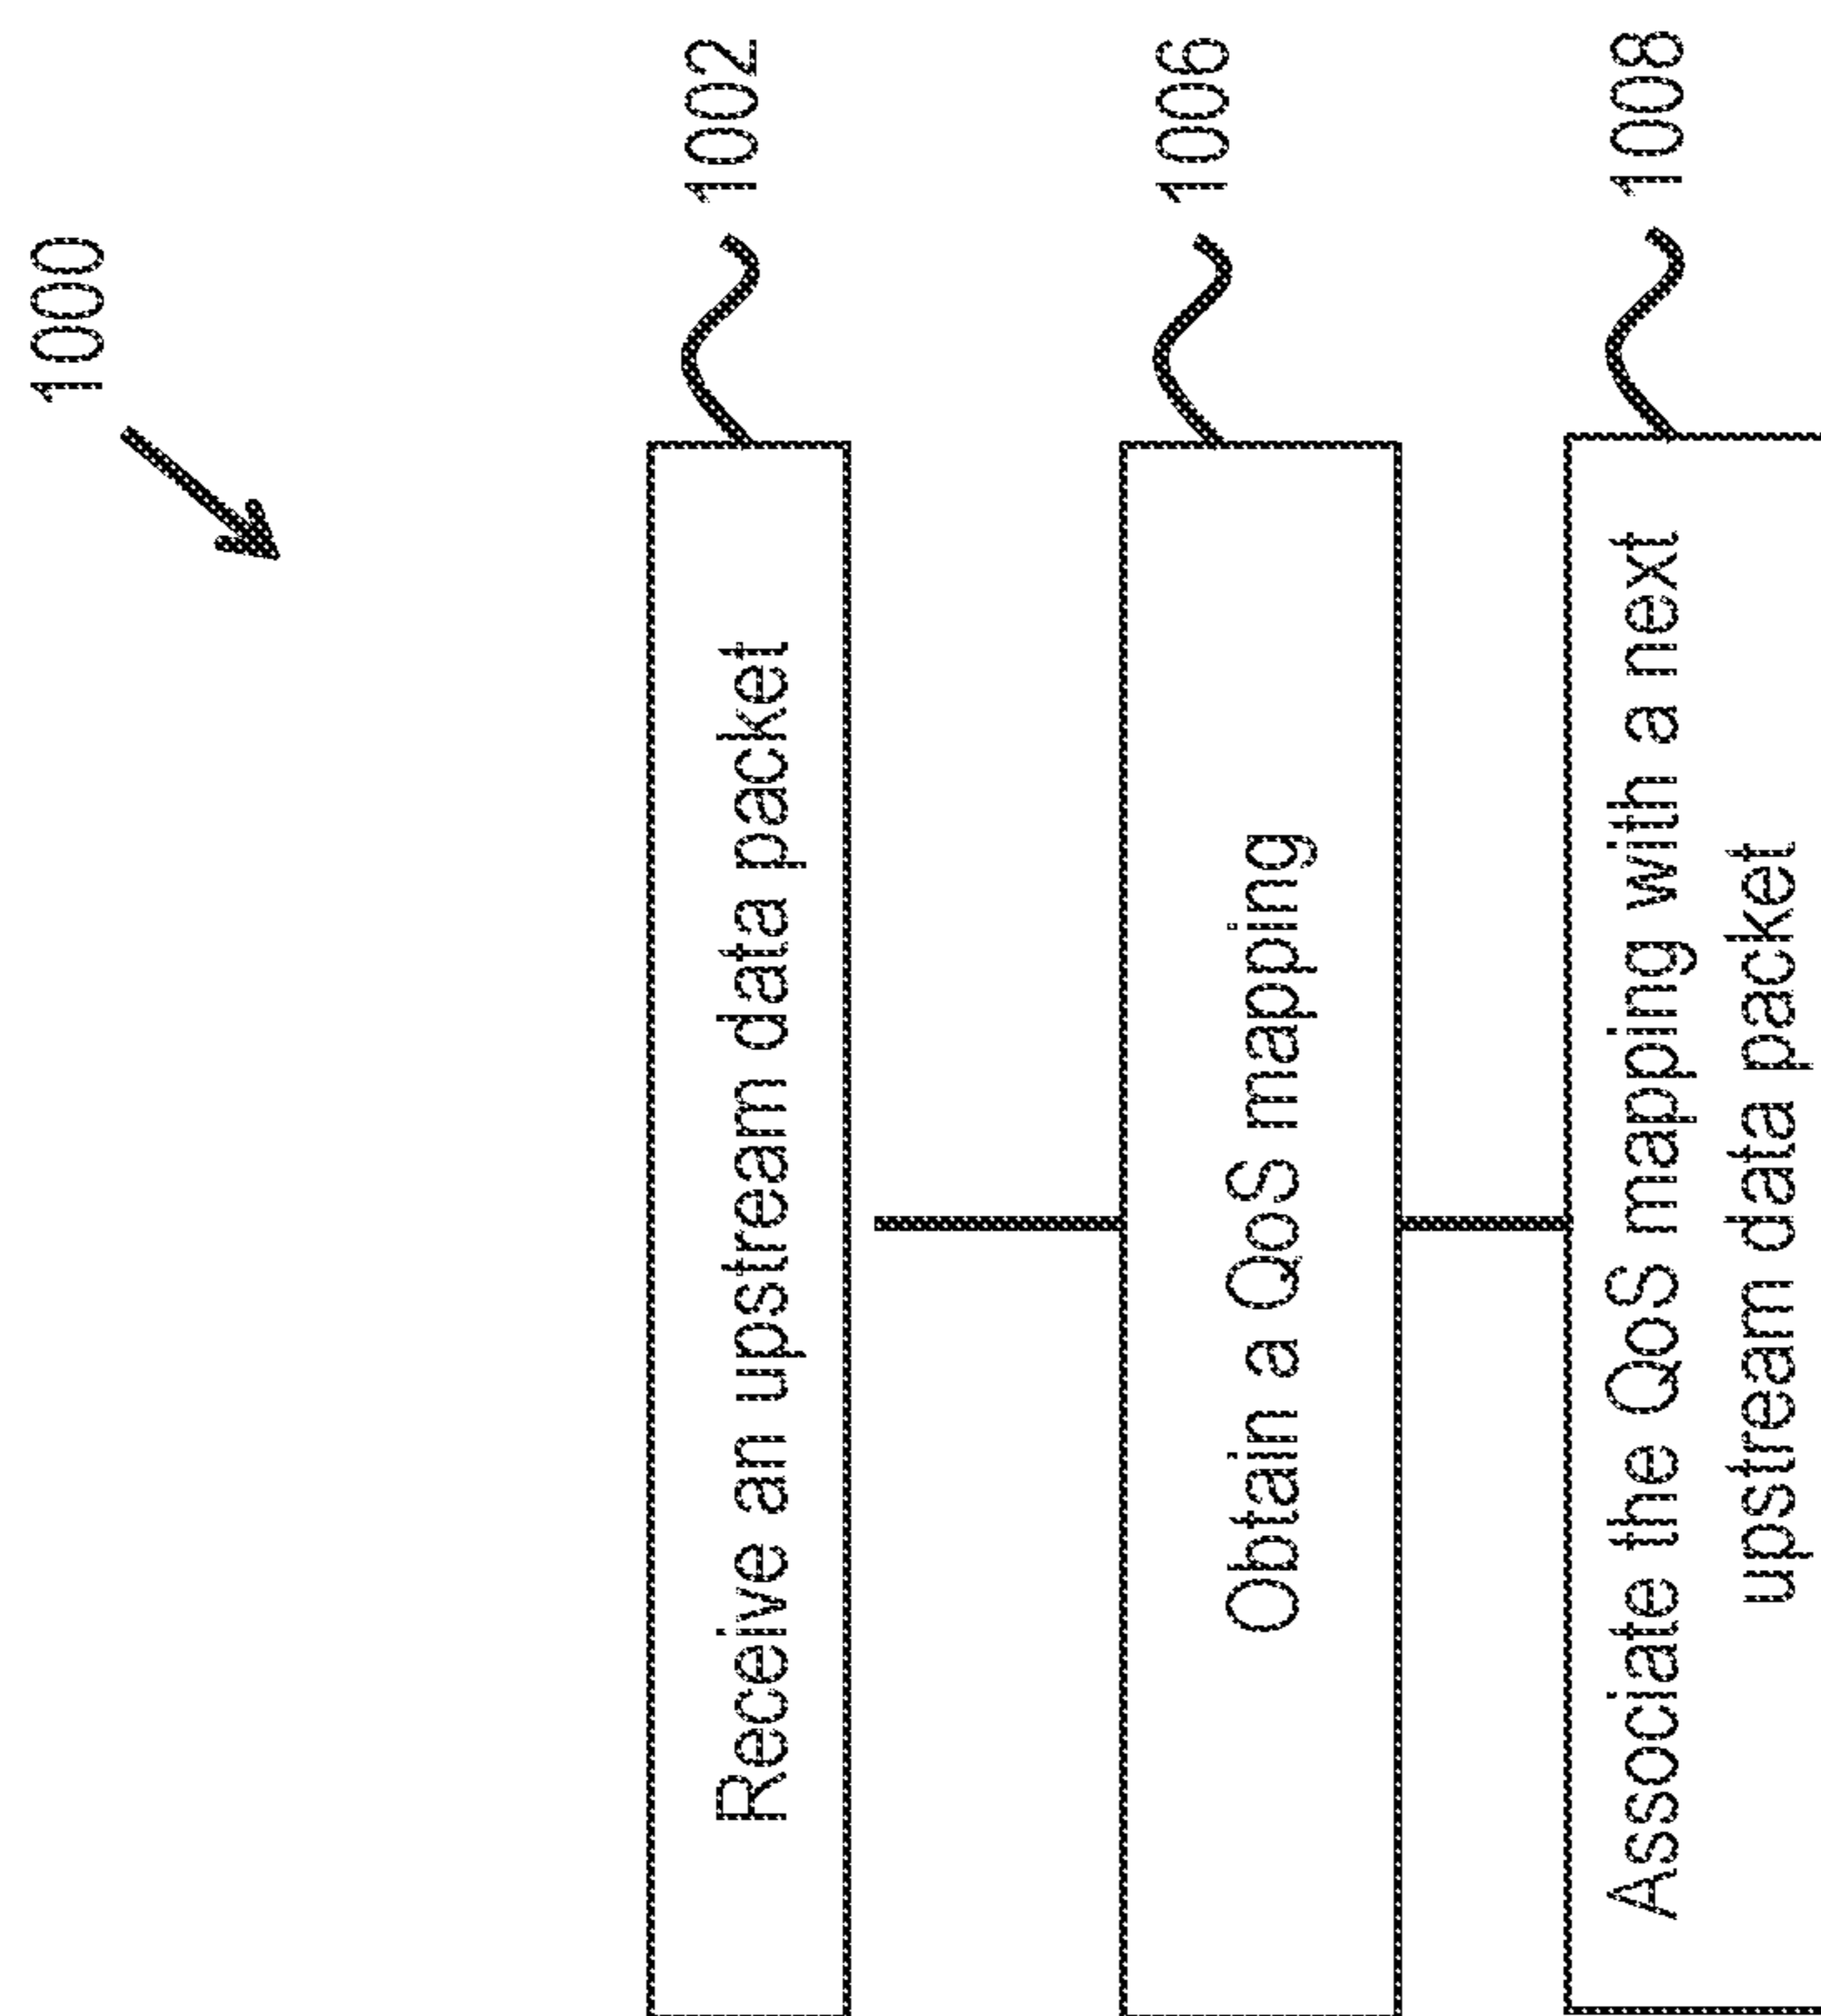 1000
Receive an upstream data packet
1002
Obtain a QoS mapping
1006
Associate the QoS mapping with a next
upstream data packet
1008